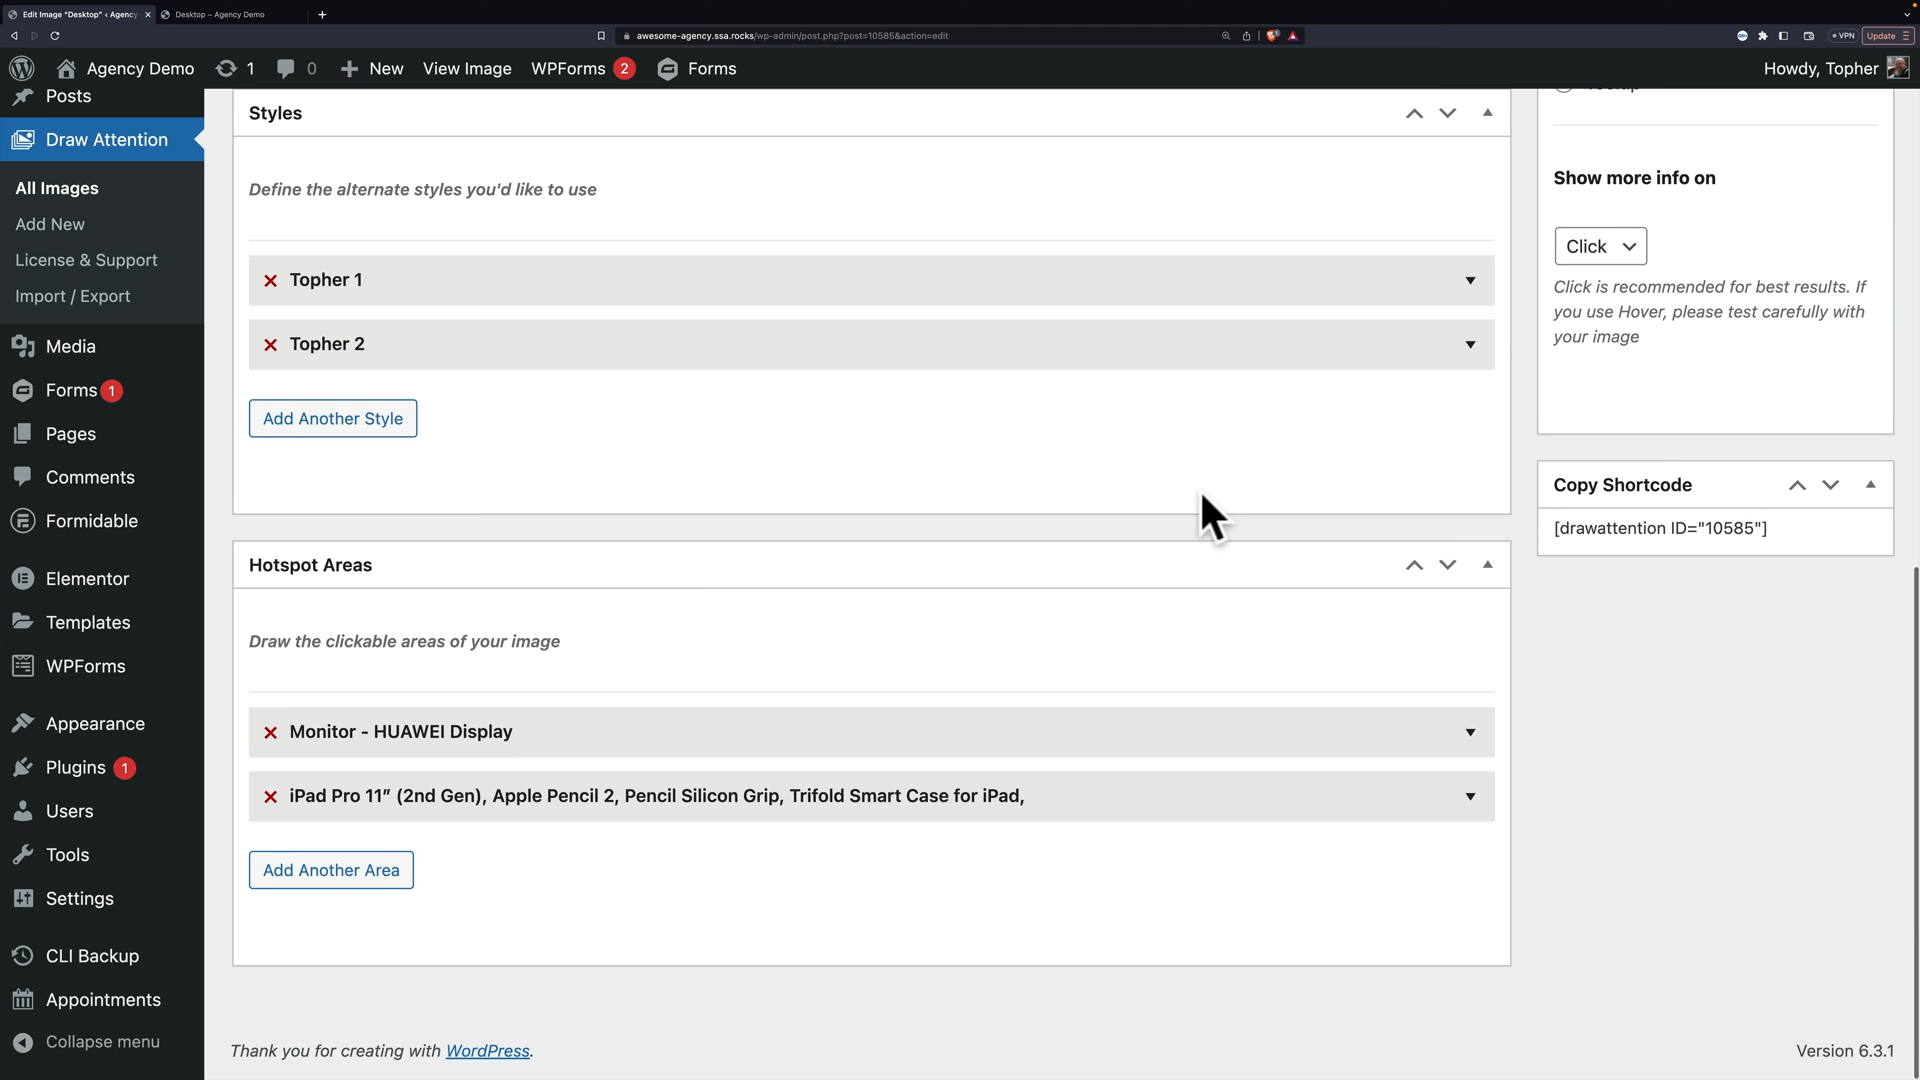 Edit Image "Desktop" ‹ Agency
Desktop – Agency Demo
awesome-agency.ssa.rocks/wp-admin/post.php?post=10585&action=edit
VPN
Update
Agency Demo
1
0
New
View Image
WPForms 2
Forms
Howdy, Topher
Posts
Draw Attention
All Images
Add New
License & Support
Import / Export
Media
Forms 1
Pages
Comments
Formidable
Elementor
Templates
WPForms
Appearance
Plugins 1
Users
Tools
Settings
CLI Backup
Appointments
Collapse menu
Styles
Define the alternate styles you'd like to use
Topher 1
Topher 2
Add Another Style
Hotspot Areas
Draw the clickable areas of your image
Monitor - HUAWEI Display
iPad Pro 11” (2nd Gen), Apple Pencil 2, Pencil Silicon Grip, Trifold Smart Case for iPad,
Add Another Area
Show more info on
Click
Click is recommended for best results. If
you use Hover, please test carefully with
your image
Copy Shortcode
[drawattention ID="10585"]
Thank you for creating with WordPress.
Version 6.3.1